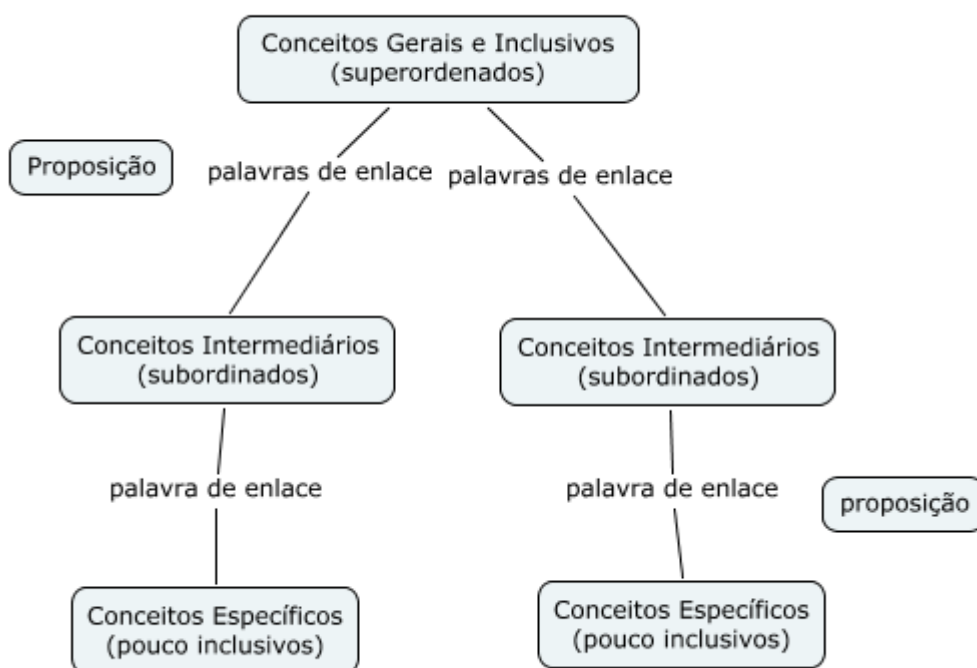 Conceitos Gerais e Inclusivos
(superordenados)
Proposição
palavras de enlace
palavras de enlace
Conceitos Intermediários
(subordinados)
Conceitos Intermediários
(subordinados)
palavra de enlace
palavra de enlace
proposição
Conceitos Específicos
(pouco inclusivos)
Conceitos Específicos
(pouco inclusivos)